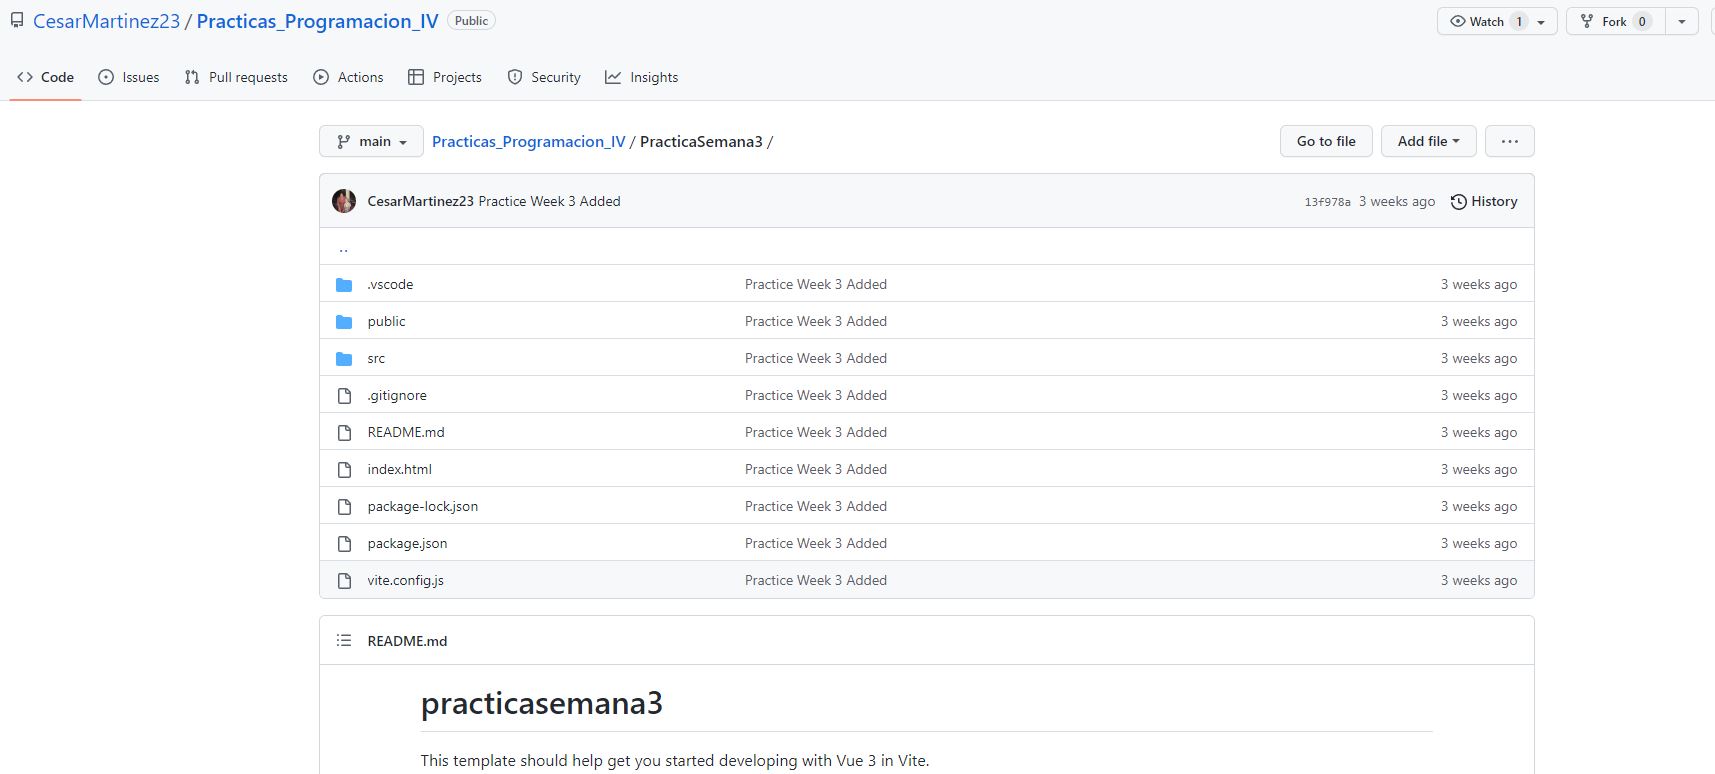 CesarMartinez23 / Practicas_Programacion_IV Public Watch 1 Fork 0
Code Issues Pull requests Actions Projects Security Insights
main Practicas_Programacion_IV / PracticaSemana3 / Go to file Add file ...
CesarMartinez23 Practice Week 3 Added 13f978a 3 weeks ago History
..
.vscode Practice Week 3 Added 3 weeks ago
public Practice Week 3 Added 3 weeks ago
src Practice Week 3 Added 3 weeks ago
.gitignore Practice Week 3 Added 3 weeks ago
README.md Practice Week 3 Added 3 weeks ago
index.html Practice Week 3 Added 3 weeks ago
package-lock.json Practice Week 3 Added 3 weeks ago
package.json Practice Week 3 Added 3 weeks ago
vite.config.js Practice Week 3 Added 3 weeks ago
README.md
practicasemana3
This template should help get you started developing with Vue 3 in Vite.